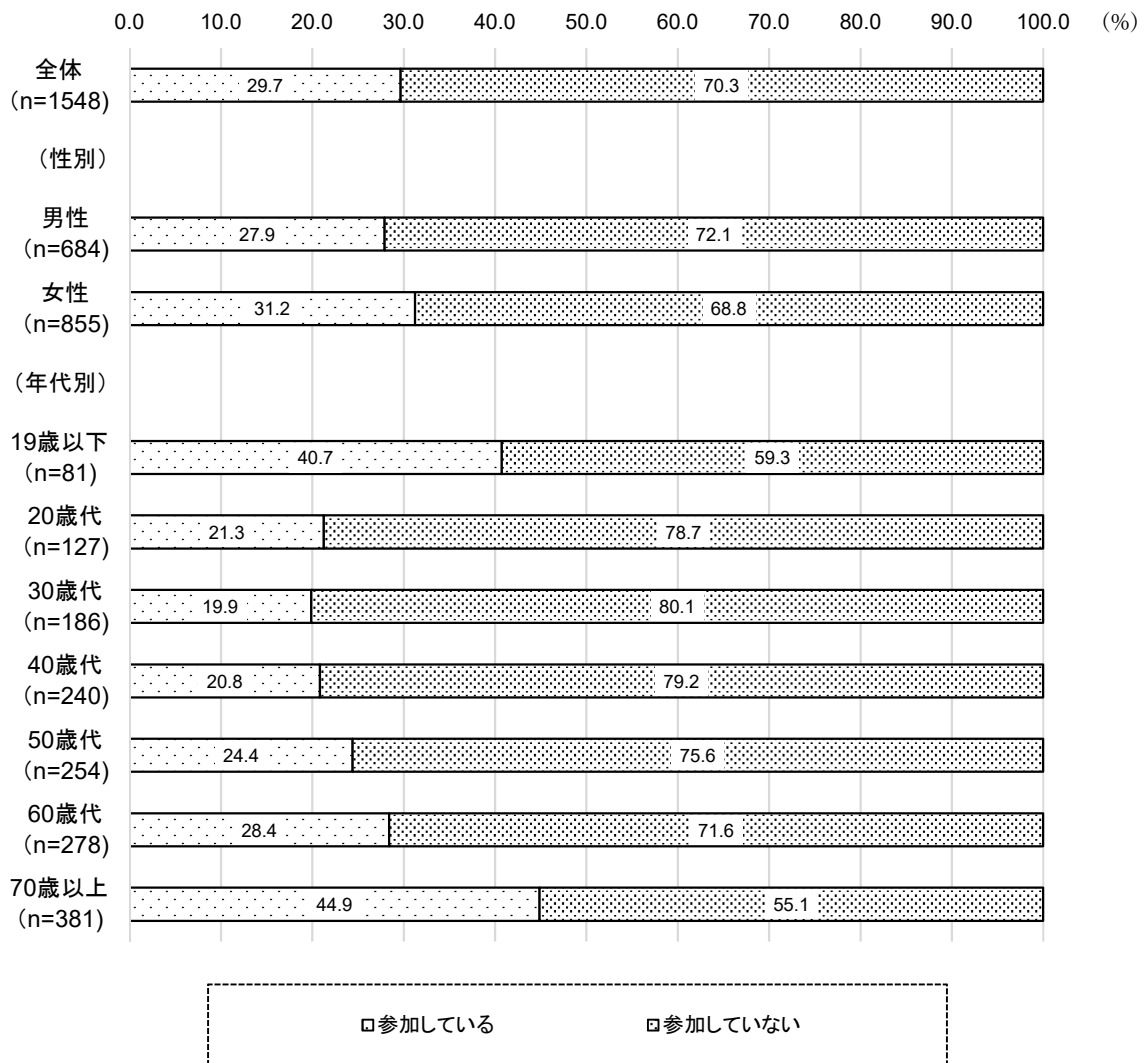 0.0 10.0 20.0 30.0 40.0 50.0 60.0 70.0 80.0 90.0 100.0 (%)
全体
(n=1548)
29.7 70.3
(性別)
男性
(n=684)
27.9 72.1
女性
(n=855)
31.2 68.8
(年代別)
19歳以下
(n=81)
40.7 59.3
20歳代
(n=127)
21.3 78.7
30歳代
(n=186)
19.9 80.1
40歳代
(n=240)
20.8 79.2
50歳代
(n=254)
24.4 75.6
60歳代
(n=278)
28.4 71.6
70歳以上
(n=381)
44.9 55.1
参加している 参加していない